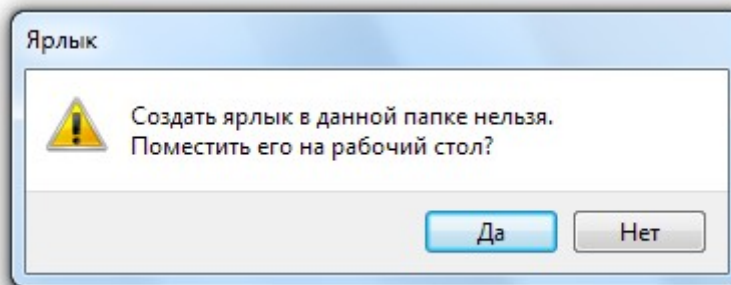 Ярлык
Создать ярлык в данной папке нельзя.
Поместить его на рабочий стол?
Да
Нет